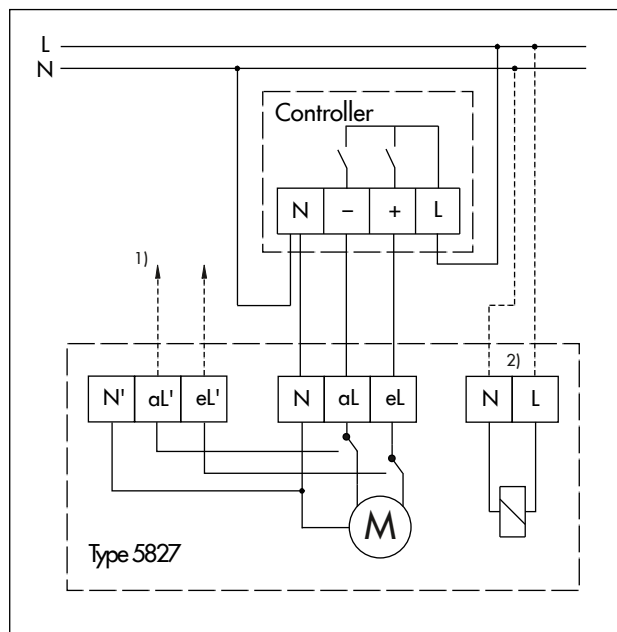 L
N
Controller
N – + L
1)
2)
N' aL' eL' N aL eL N L
M
Type 5827